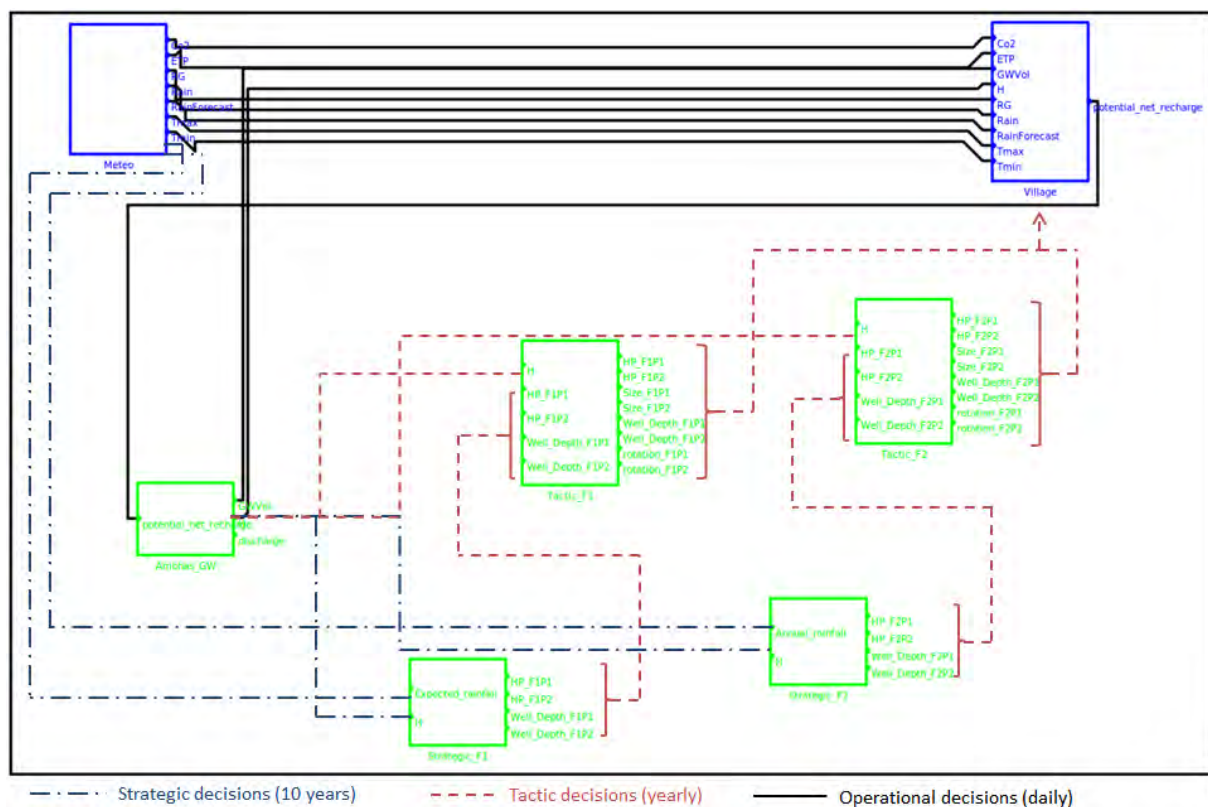 Co2
ETP
RG
Rain
RainForecast
Tmax
Tmin
Meteo
Co2
ETP
GWVol
H
RG
Rain
RainForecast
Tmax
Tmin
potential_net_recharge
Village
H
HP_F2P1
HP_F2P2
Well_Depth_F2P1
Well_Depth_F2P2
HP_F2P1
HP_F2P2
Size_F2P1
Size_F2P2
Well_Depth_F2P1
Well_Depth_F2P2
rotation_F2P1
rotation_F2P2
Tactic_F2
H
HP_F1P1
HP_F1P2
Well_Depth_F1P1
Well_Depth_F1P2
HP_F1P1
HP_F1P2
Size_F1P1
Size_F1P2
Well_Depth_F1P1
Well_Depth_F1P2
rotation_F1P1
rotation_F1P2
Tactic_F1
potential_net_recharge
GWVol
discharge
Annual_rainfall
H
HP_F2P1
HP_F2P2
Well_Depth_F2P1
Well_Depth_F2P2
Strategic_F2
Expected_rainfall
H
HP_F1P1
HP_F1P2
Well_Depth_F1P1
Well_Depth_F1P2
Strategic_F1
Strategic decisions (10 years)
Tactic decisions (yearly)
Operational decisions (daily)